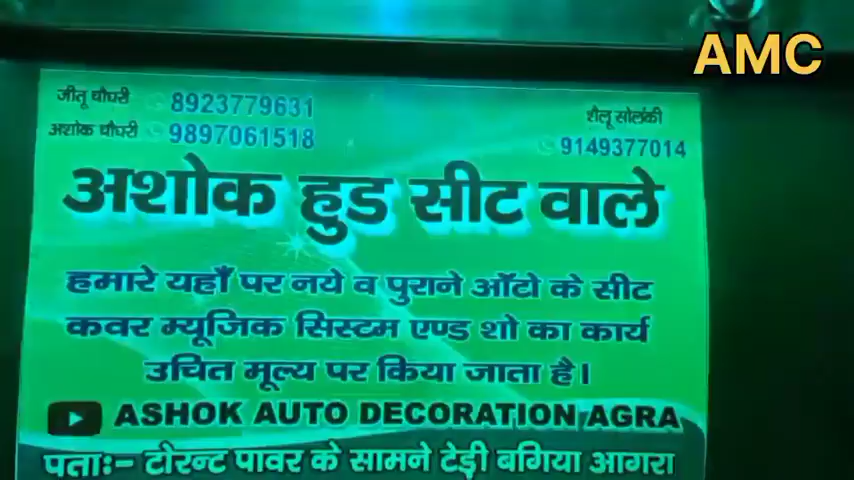 AMC
जीतू चौधरी 8923779631
अशोक चौधरी 9897061518
शैलू सोलंकी
9149377014
अशोक हुड सीट वाले
हमारे यहाँ पर नये व पुराने ऑटो के सीट
कवर म्यूजिक सिस्टम एण्ड शो का कार्य
उचित मूल्य पर किया जाता है।
ASHOK AUTO DECORATION AGRA
पताः- टोरन्ट पावर के सामने टेड़ी बगिया आगरा